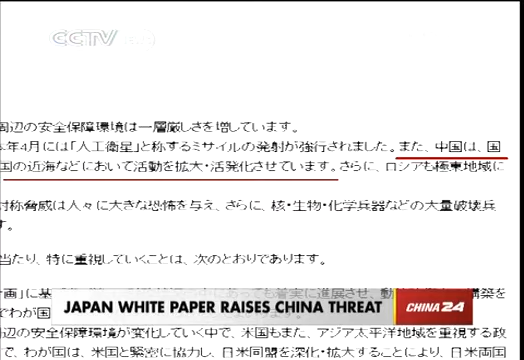 CCTV
周辺の安全保障環境は一層厳しさを増しています。
年4月には「人工衛星」と称するミサイルの発射が強行されました。また、中国は、国
国の近海などにおいて活動を拡大・活発化させています。さらに、ロシアも極東地域に
対称脅威は人々に大きな恐怖を与え、さらに、核・生物・化学兵器などの大量破壊兵
す。
当たり、特に重視していくことは、次のとおりであります。
JAPAN WHITE PAPER RAISES CHINA THREAT
CHINA 24
辺の安全保障環境が変化していく中で、米国もまた、アジア太平洋地域を重視する政
で、わが国は、米国と緊密に協力し、日米同盟を深化・拡大することにより、日米両国